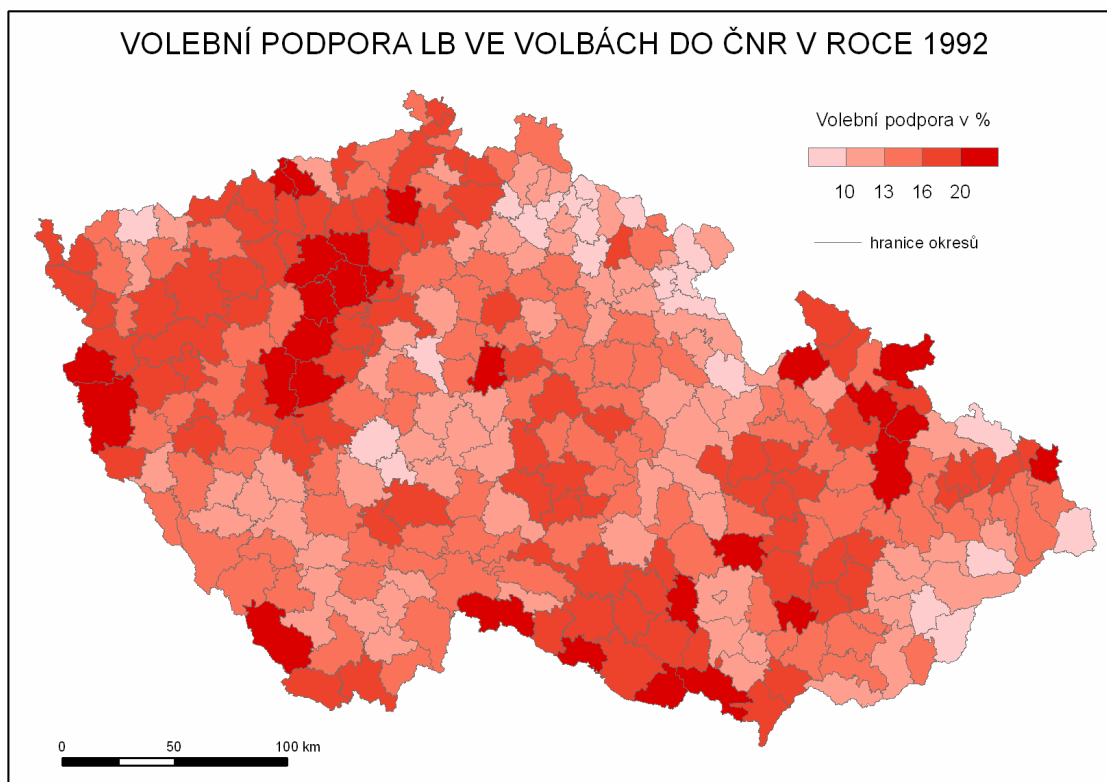 VOLEBNÍ PODPORA LB VE VOLBÁCH DO ČNR V ROCE 1992
Volební podpora v %
10 13 16 20
hranice okresů
0 50 100 km